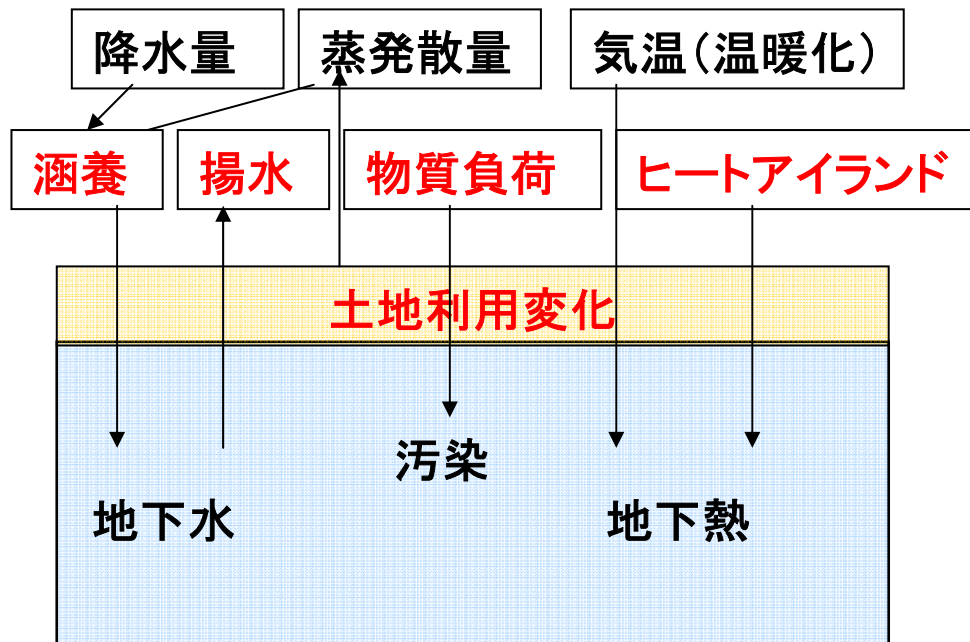 降水量
蒸発散量
気温(温暖化)
涵養
揚水
物質負荷
ヒートアイランド
土地利用変化
汚染
地下水
地下熱